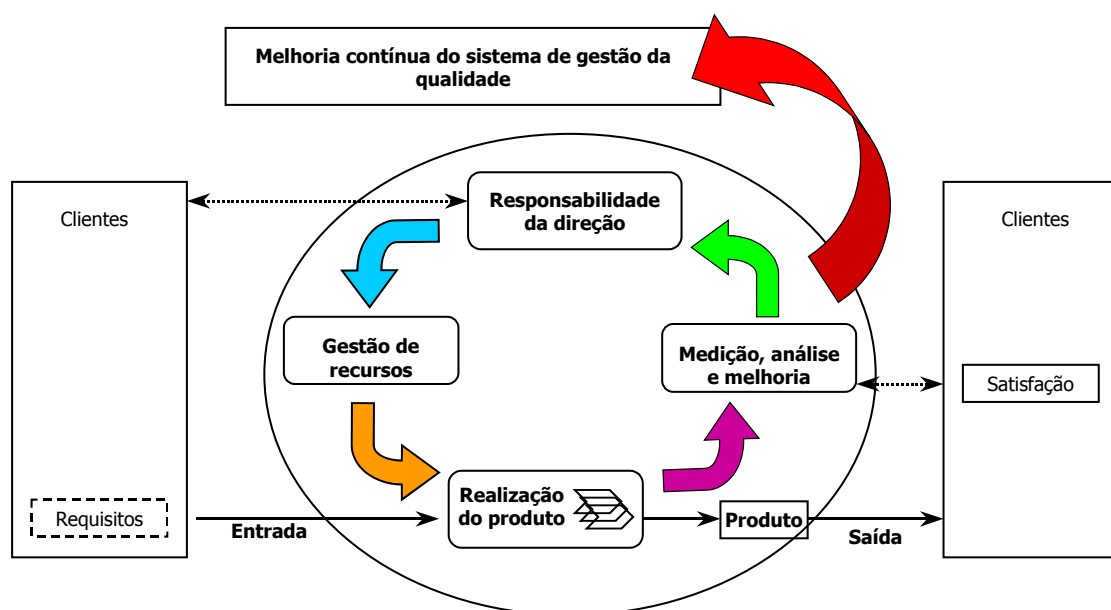 Melhoria contínua do sistema de gestão da
qualidade
Responsabilidade
da direção
Clientes
Clientes
Gestão de
recursos
Medição, análise
e melhoria
Satisfação
Realização
do produto
Requisitos
Entrada
Produto
Saída